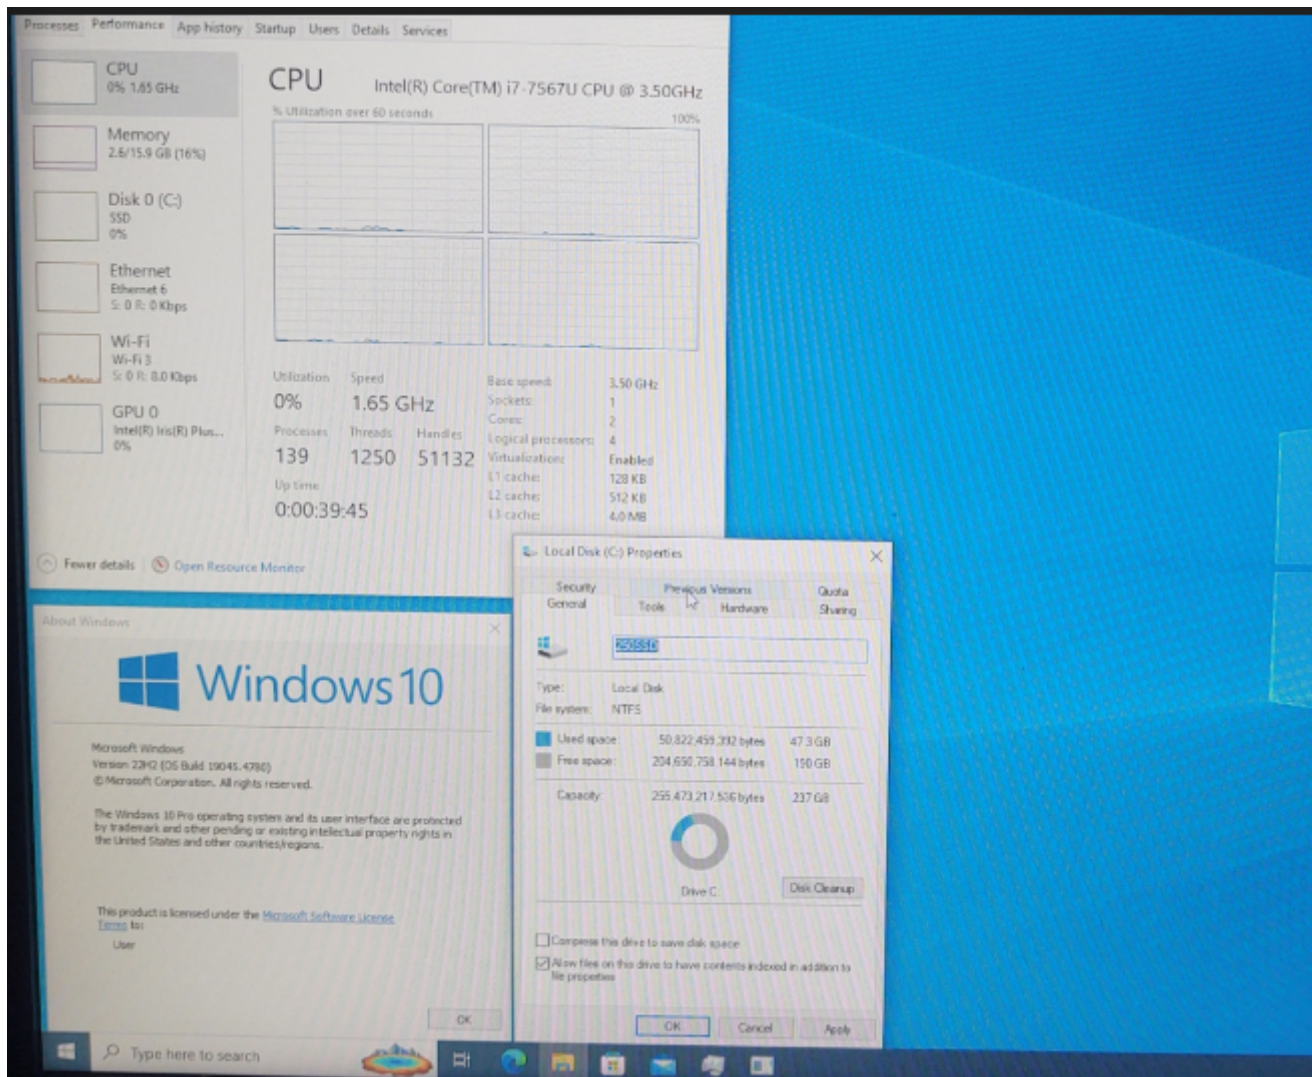 Processes Performance App history Startup Users Details Services
CPU
0% 1.65 GHz
Memory
2.6/15.9 GB (16%)
Disk 0 (C:)
SSD
0%
Ethernet
Ethernet 6
S: 0 R: 0 Kbps
Wi-Fi
Wi-Fi 3
S: 0 R: 8.0 Kbps
GPU 0
Intel(R) Iris(R) Plus...
0%
CPU Intel(R) Core(TM) i7-7567U CPU @ 3.50GHz
% Utilization over 60 seconds 100%
Utilization Speed
0% 1.65 GHz
Processes Threads Handles
139 1250 51132
Up time
0:00:39:45
Base speed: 3.50 GHz
Sockets: 1
Cores: 2
Logical processors: 4
Virtualization: Enabled
L1 cache: 128 KB
L2 cache: 512 KB
L3 cache: 4.0 MB
Fewer details Open Resource Monitor
About Windows
Windows 10
Microsoft Windows
Version 22H2 (OS Build 19045.4780)
© Microsoft Corporation. All rights reserved.
The Windows 10 Pro operating system and its user interface are protected
by trademark and other pending or existing intellectual property rights in
the United States and other countries/regions.
This product is licensed under the Microsoft Software License
Terms to:
User
OK
Local Disk (C:) Properties
Security Previous Versions Quota
General Tools Hardware Sharing
250SSD
Type: Local Disk
File system: NTFS
Used space: 50,822,459,392 bytes 47.3 GB
Free space: 204,650,758,144 bytes 190 GB
Capacity: 255,473,217,536 bytes 237 GB
Drive C:
Disk Cleanup
Compress this drive to save disk space
Allow files on this drive to have contents indexed in addition to
file properties
OK Cancel Apply
Type here to search